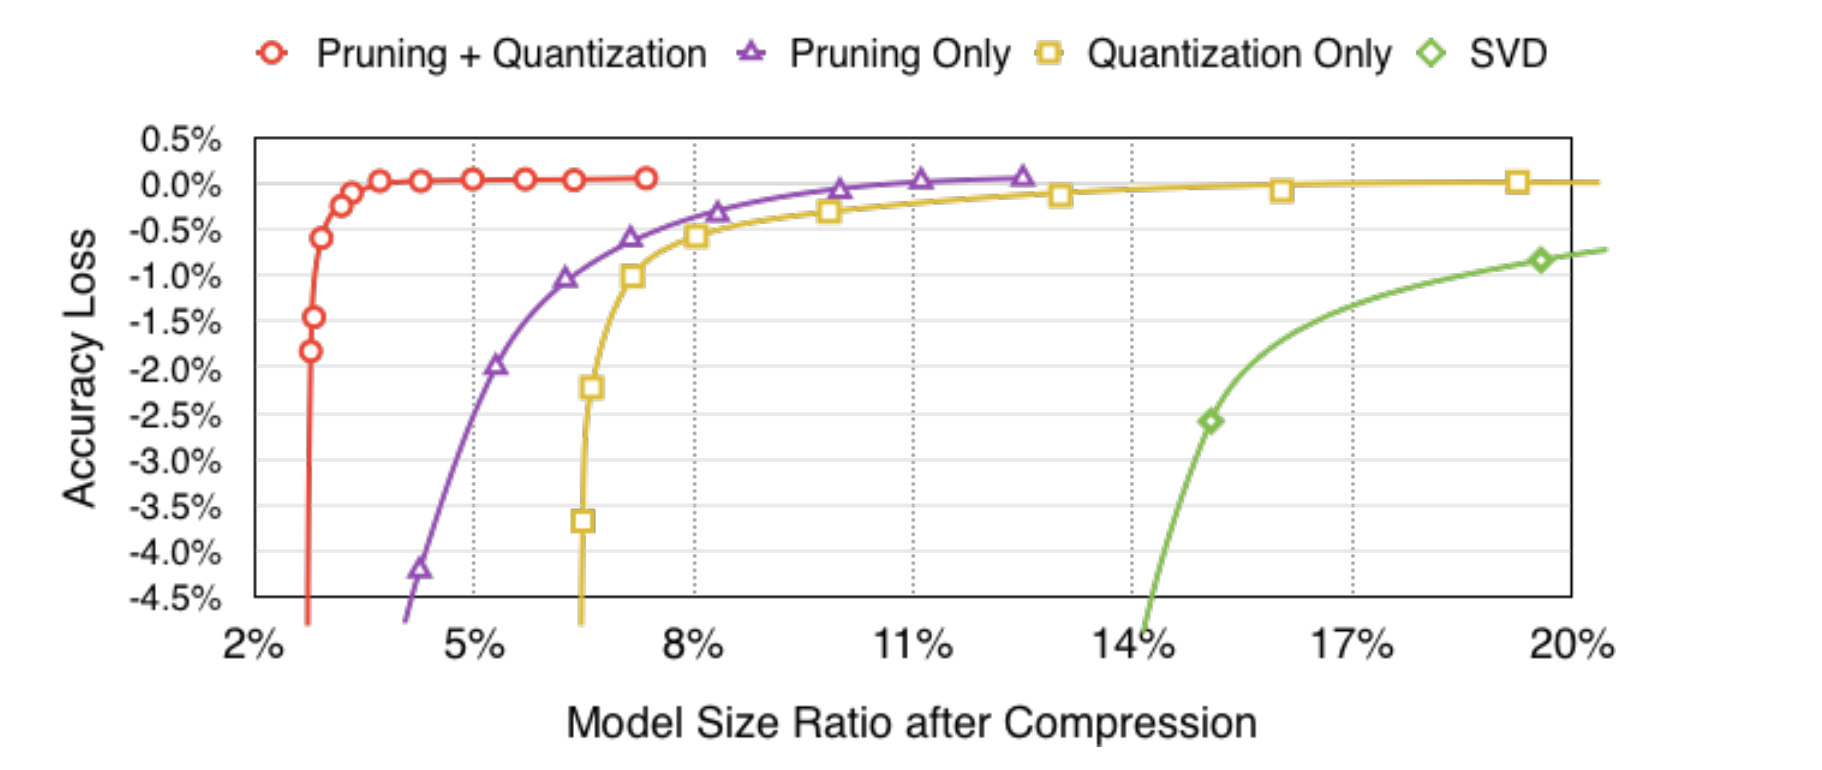 Pruning + Quantization Pruning Only Quantization Only SVD
0.5%
0.0%
-0.5%
-1.0%
-1.5%
-2.0%
-2.5%
-3.0%
-3.5%
-4.0%
-4.5%
Accuracy Loss
2% 5% 8% 11% 14% 17% 20%
Model Size Ratio after Compression